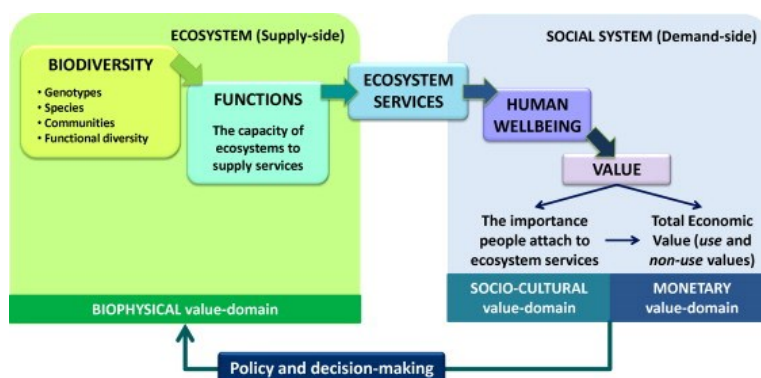 ECOSYSTEM (Supply-side)
BIODIVERSITY
• Genotypes
• Species
• Communities
• Functional diversity
FUNCTIONS
The capacity of
ecosystems to
supply services
ECOSYSTEM
SERVICES
SOCIAL SYSTEM (Demand-side)
HUMAN
WELLBEING
VALUE
The importance
people attach to
ecosystem services
Total Economic
Value (use and
non-use values)
BIOPHYSICAL value-domain
SOCIO-CULTURAL
value-domain
MONETARY
value-domain
Policy and decision-making